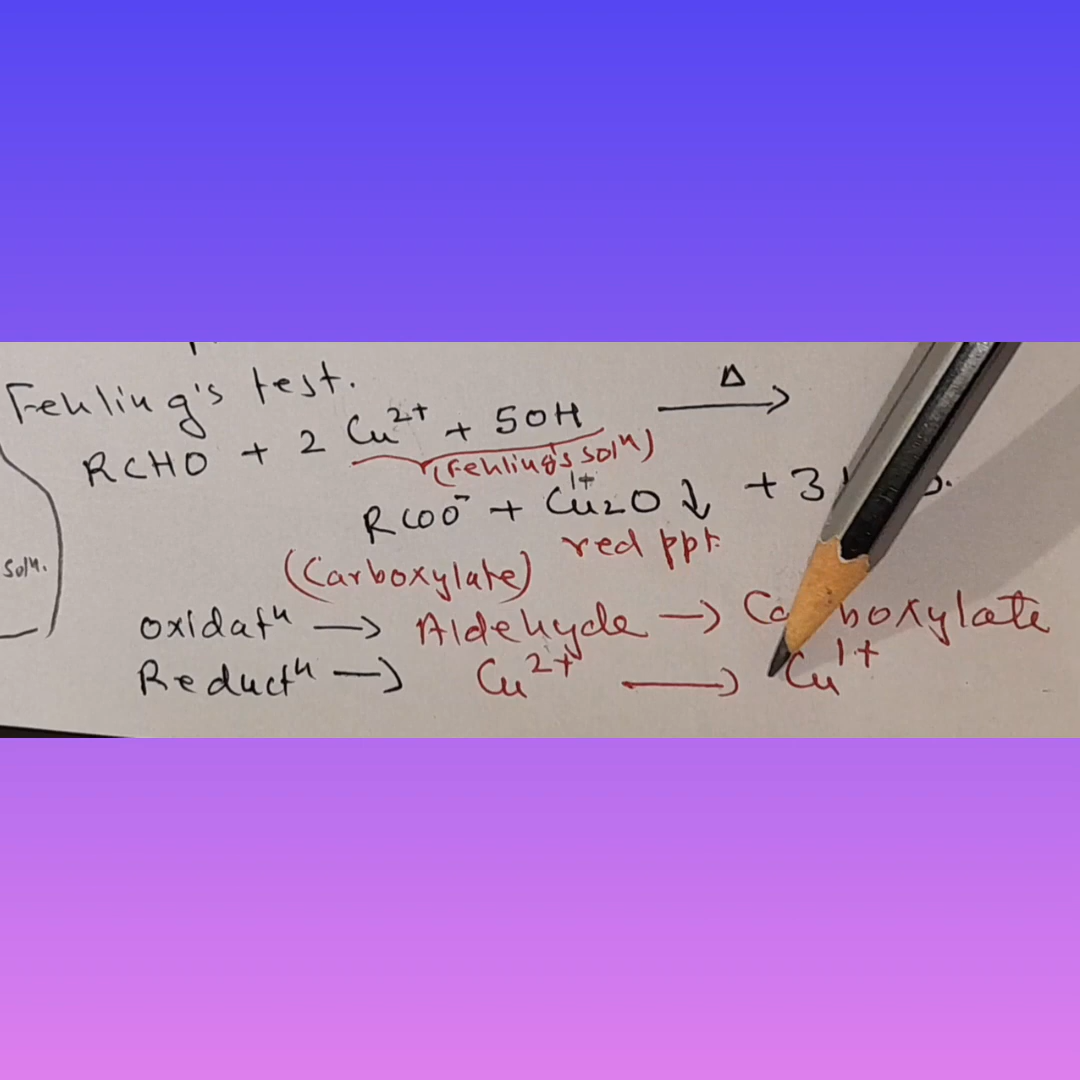 Fehling's test.
RCHO + 2 Cu²⁺ + 5OH ⟶ Δ
(Fehling's solⁿ)
RCOO⁻ + Cu₂O ↓ + 3
1+
red ppt.
(Carboxylate)
solⁿ.
oxidatⁿ → Aldehyde → Carboxylate
Reductⁿ → Cu²⁺ → Cu¹⁺